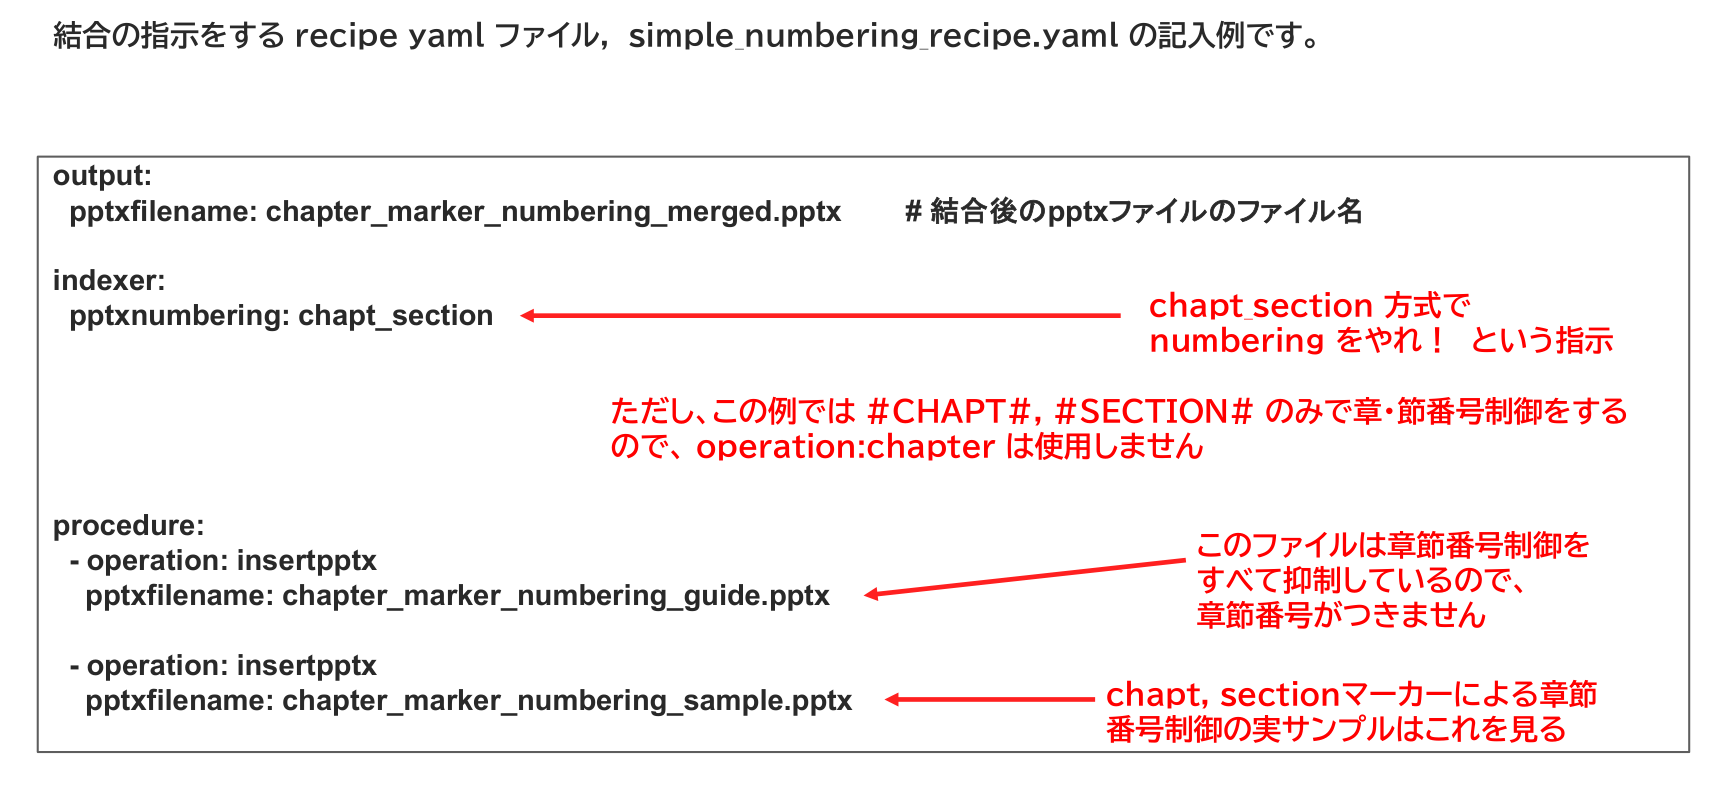 結合の指示をする recipe yaml ファイル, simple_numbering_recipe.yaml の記入例です。
output:
pptxfilename: chapter_marker_numbering_merged.pptx # 結合後のpptxファイルのファイル名
indexer:
pptxnumbering: chapt_section
chapt_section 方式で
numbering をやれ！ という指示
ただし、この例では #CHAPT#, #SECTION# のみで章・節番号制御をする
ので、operation:chapter は使用しません
procedure:
- operation: insertpptx
pptxfilename: chapter_marker_numbering_guide.pptx
このファイルは章節番号制御を
すべて抑制しているので、
章節番号がつきません
- operation: insertpptx
pptxfilename: chapter_marker_numbering_sample.pptx
chapt, sectionマーカーによる章節
番号制御の実サンプルはこれを見る